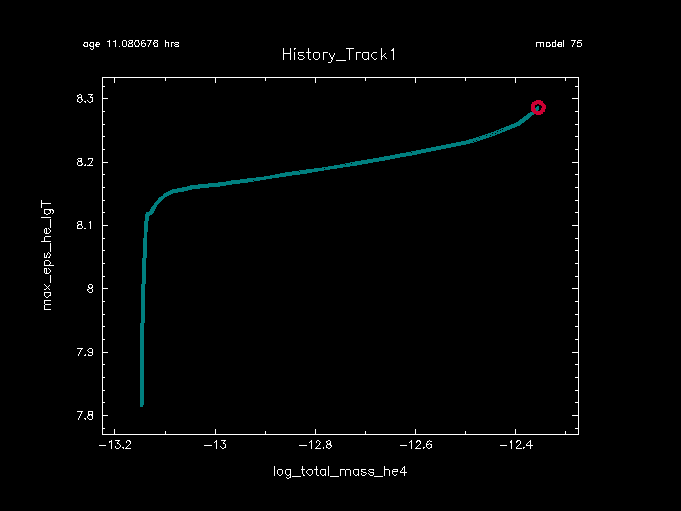 age 11.080676 hrs
History_Track1
model 75
8.3
8.2
8.1
8
7.9
7.8
max_eps_he_lgT
−13.2
−13
−12.8
−12.6
−12.4
log_total_mass_he4